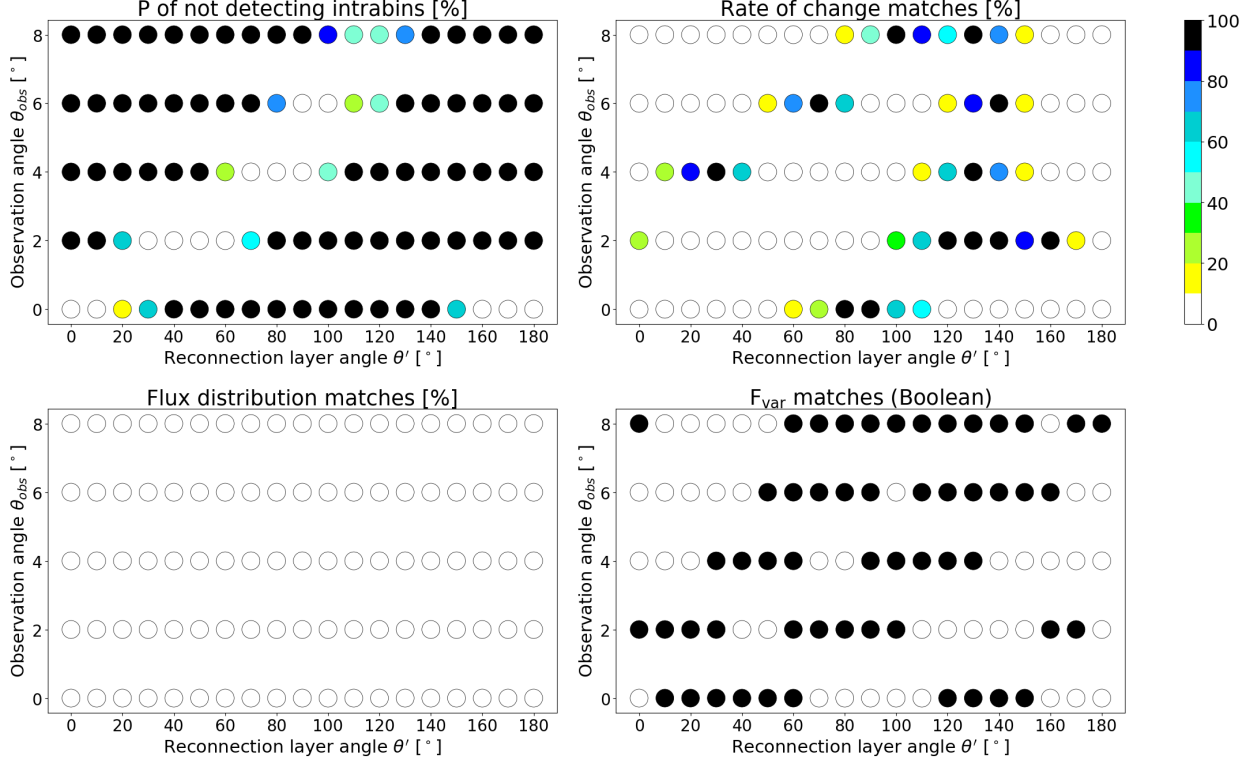 P of not detecting intrabins [%]
Rate of change matches [%]
Observation angle θobs [°]
8
6
4
2
0
0 20 40 60 80 100 120 140 160 180
Reconnection layer angle θ′ [°]
Observation angle θobs [°]
8
6
4
2
0
0 20 40 60 80 100 120 140 160 180
Reconnection layer angle θ′ [°]
100
80
60
40
20
0
Flux distribution matches [%]
Fvar matches (Boolean)
Observation angle θobs [°]
8
6
4
2
0
0 20 40 60 80 100 120 140 160 180
Reconnection layer angle θ′ [°]
Observation angle θobs [°]
8
6
4
2
0
0 20 40 60 80 100 120 140 160 180
Reconnection layer angle θ′ [°]